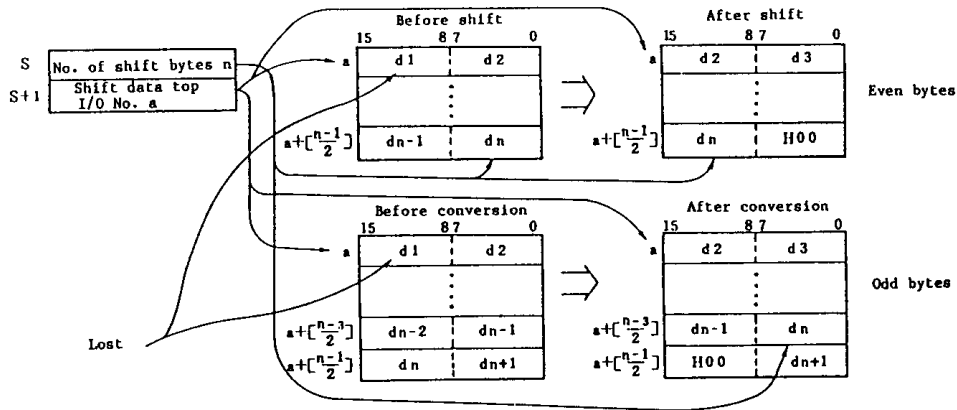 Before shift
After shift
15 8 7 0
15 8 7 0
S No. of shift bytes n
S+1 Shift data top
I/O No. a
a d1 d2
a d2 d3
Even bytes
a+[n-1/2] dn-1 dn
a+[n-1/2] dn H00
Before conversion
After conversion
15 8 7 0
15 8 7 0
a d1 d2
a d2 d3
Odd bytes
Lost
a+[n-3/2] dn-2 dn-1
a+[n-3/2] dn-1 dn
a+[n-1/2] dn dn+1
a+[n-1/2] H00 dn+1